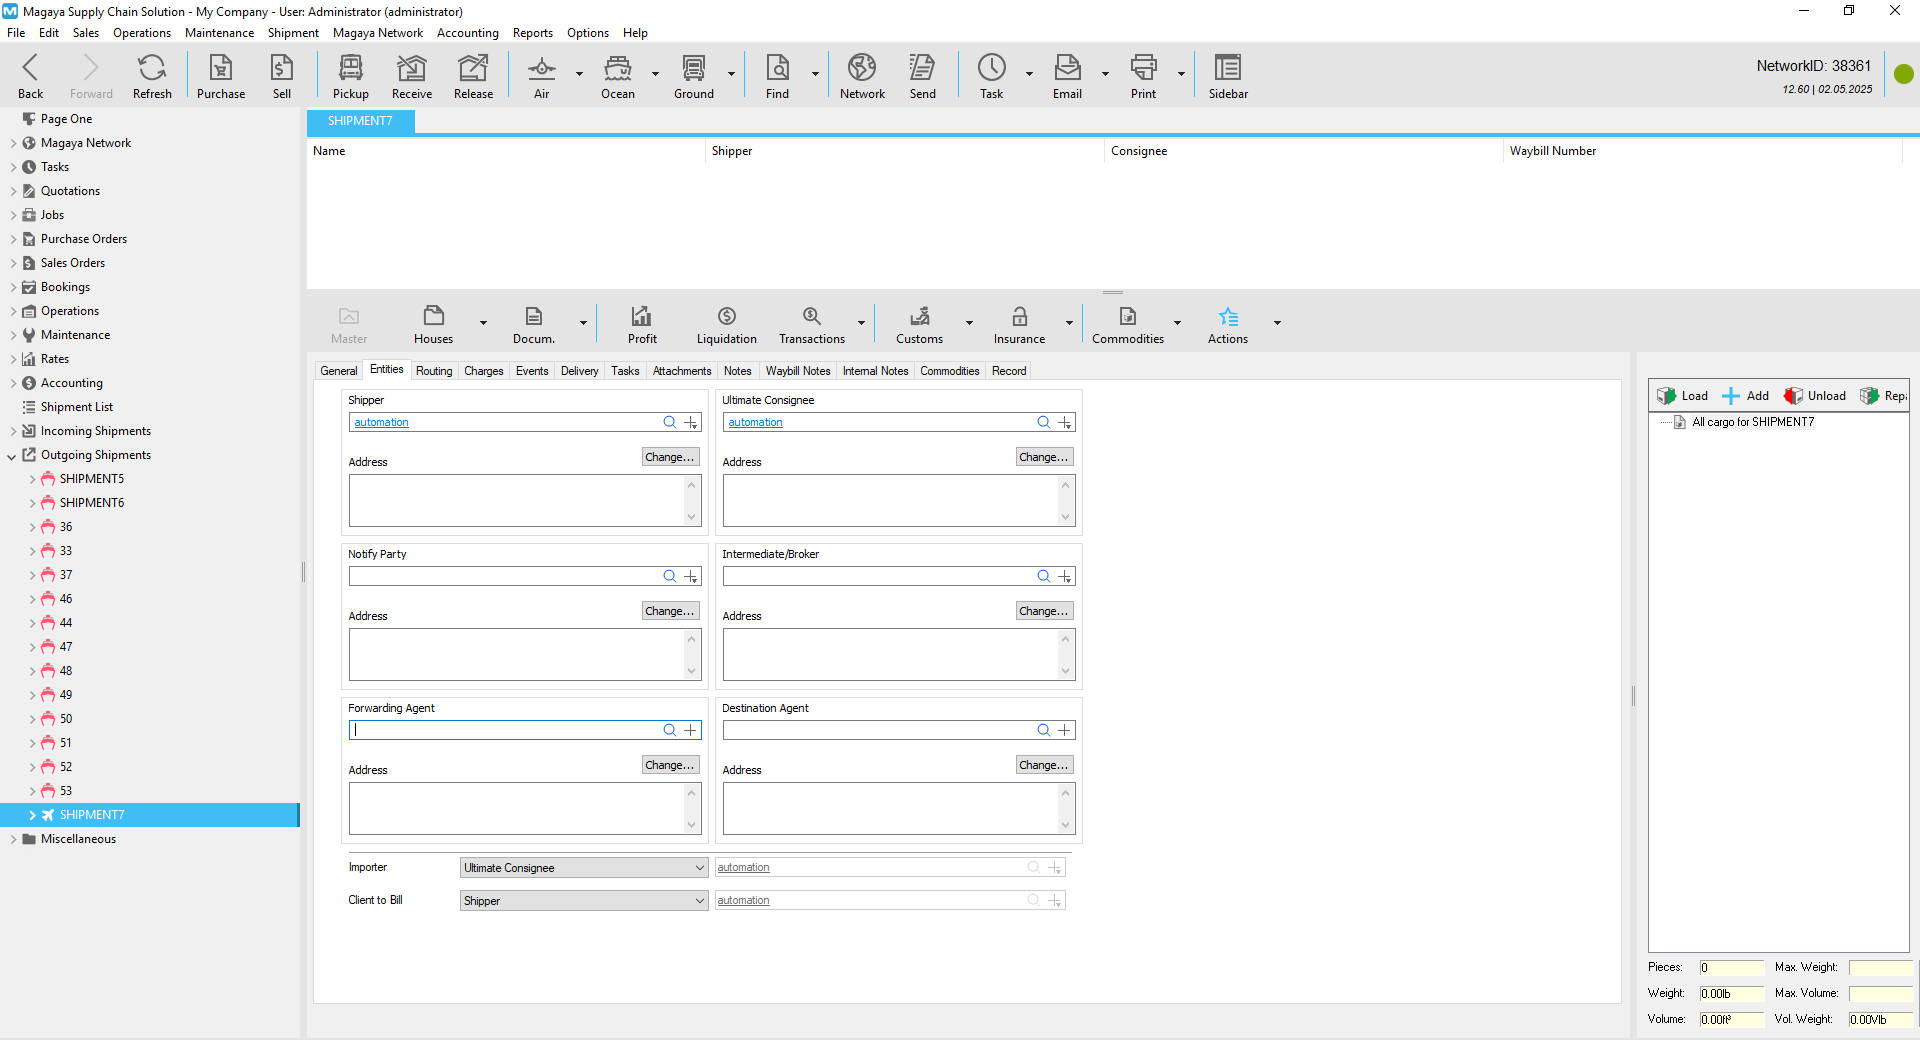 Magaya Supply Chain Solution - My Company - User: Administrator (administrator)
File Edit Sales Operations Maintenance Shipment Magaya Network Accounting Reports Options Help
Back Forward Refresh Purchase Sell Pickup Receive Release Air Ocean Ground Find Network Send Task Email Print Sidebar
NetworkID: 38361
12.60 | 02.05.2025
Page One
Magaya Network
Tasks
Quotations
Jobs
Purchase Orders
Sales Orders
Bookings
Operations
Maintenance
Rates
Accounting
Shipment List
Incoming Shipments
Outgoing Shipments
SHIPMENT5
SHIPMENT6
36
33
37
46
44
47
48
49
50
51
52
53
SHIPMENT7
Miscellaneous
SHIPMENT7
Name Shipper Consignee Waybill Number
Master Houses Docum. Profit Liquidation Transactions Customs Insurance Commodities Actions
General Entities Routing Charges Events Delivery Tasks Attachments Notes Waybill Notes Internal Notes Commodities Record
Shipper
automation
Address Change...
Ultimate Consignee
automation
Address Change...
Notify Party
Address Change...
Intermediate/Broker
Address Change...
Forwarding Agent
Address Change...
Destination Agent
Address Change...
Importer Ultimate Consignee automation
Client to Bill Shipper automation
Load Add Unload Repa
All cargo for SHIPMENT7
Pieces: 0 Max. Weight:
Weight: 0.00lb Max. Volume:
Volume: 0.00ft³ Vol. Weight: 0.00Vlb